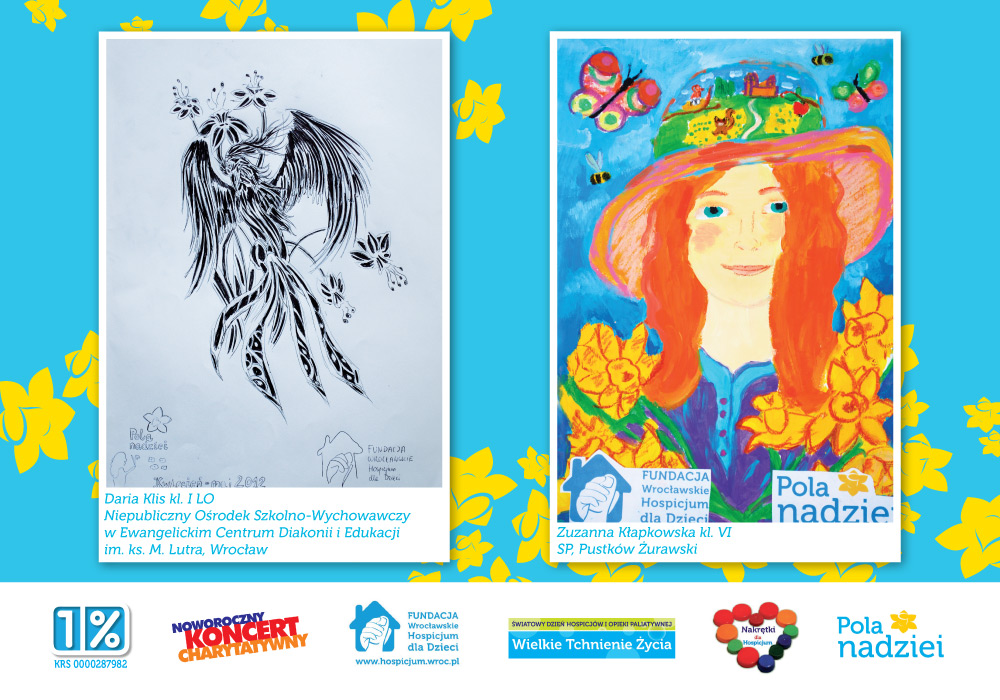 Pola
nadziei
Kwiecień-maj 2012
FUNDACJA
WROCŁAWSKIE
Hospicjum
dla Dzieci
Daria Klis kl. I LO
Niepubliczny Ośrodek Szkolno-Wychowawczy
w Ewangelickim Centrum Diakonii i Edukacji
im. ks. M. Lutra, Wrocław
FUNDACJA
Wrocławskie
Hospicjum
dla Dzieci
Pola
nadziei
Zuzanna Kłapkowska kl. VI
SP, Pustków Żurawski
1%
KRS 0000287982
NOWOROCZNY
KONCERT
CHARYTATYWNY
FUNDACJA
Wrocławskie
Hospicjum
dla Dzieci
www.hospicjum.wroc.pl
ŚWIATOWY DZIEŃ HOSPICJÓW I OPIEKI PALIATYWNEJ
Wielkie Tchnienie Życia
Nakrętki
dla
Hospicjum
Pola
nadziei